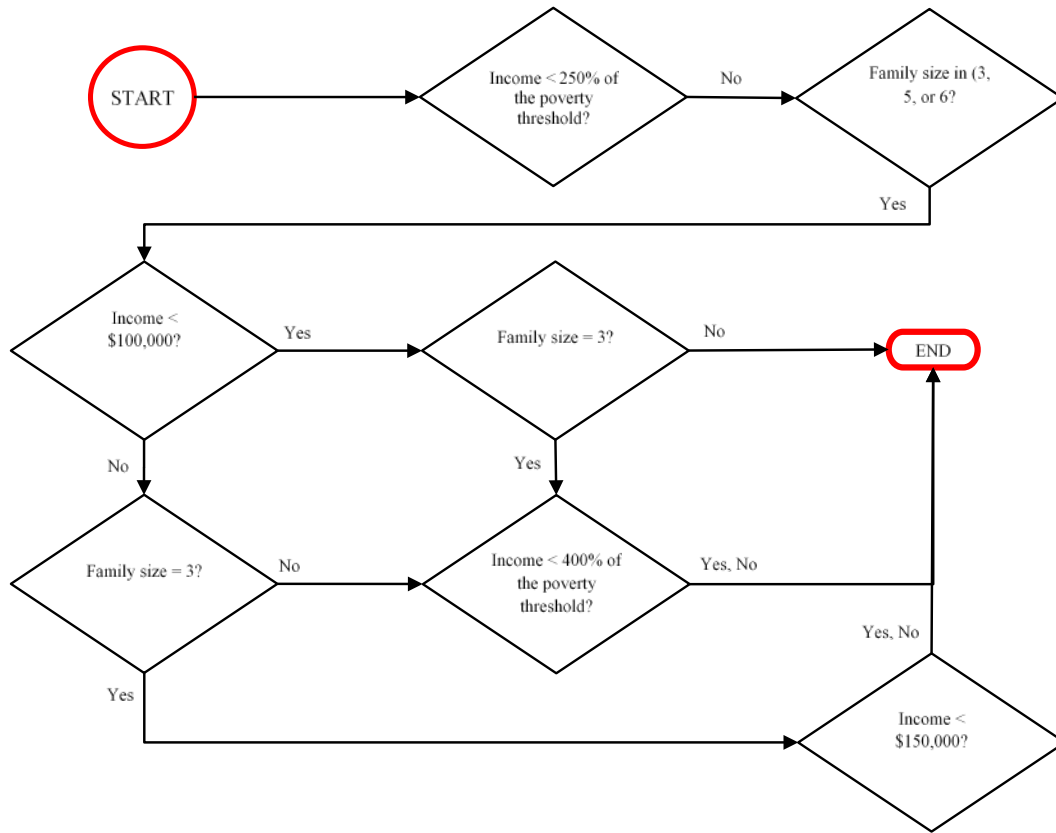 START
Income < 250% of
the poverty
threshold?
No
Family size in (3,
5, or 6?
Yes
Income <
$100,000?
Yes
Family size = 3?
No
END
No
Yes
Family size = 3?
No
Income < 400% of
the poverty
threshold?
Yes, No
Yes, No
Yes
Income <
$150,000?